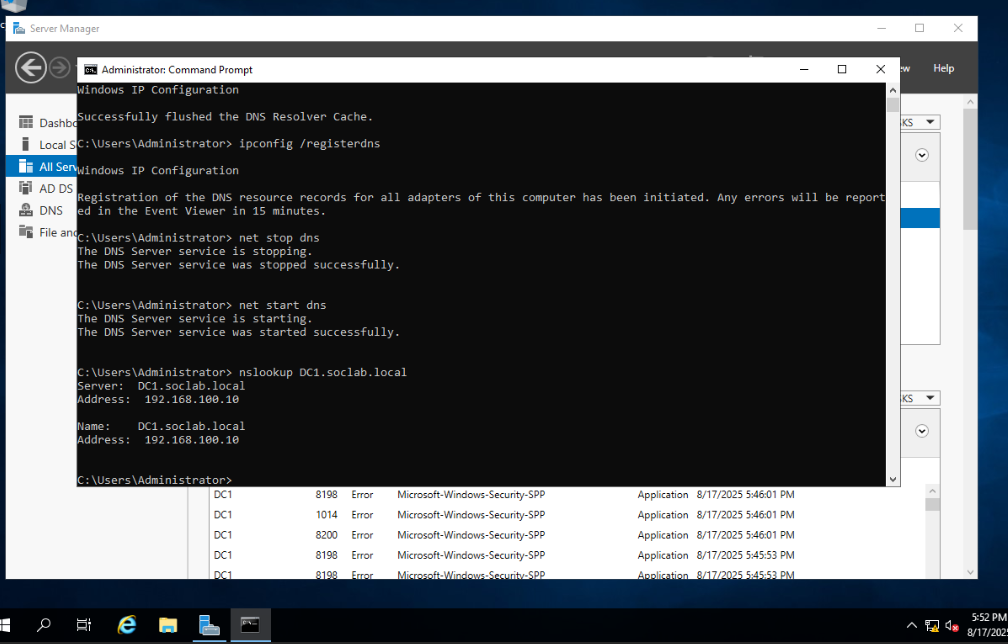 Server Manager
Administrator: Command Prompt
ew Help
Windows IP Configuration
Successfully flushed the DNS Resolver Cache.
C:\Users\Administrator> ipconfig /registerdns
Windows IP Configuration
Registration of the DNS resource records for all adapters of this computer has been initiated. Any errors will be report
ed in the Event Viewer in 15 minutes.
C:\Users\Administrator> net stop dns
The DNS Server service is stopping.
The DNS Server service was stopped successfully.
C:\Users\Administrator> net start dns
The DNS Server service is starting.
The DNS Server service was started successfully.
C:\Users\Administrator> nslookup DC1.soclab.local
Server: DC1.soclab.local
Address: 192.168.100.10
Name: DC1.soclab.local
Address: 192.168.100.10
C:\Users\Administrator>
Dashbo
Local S
All Serv
AD DS
DNS
File and
KS
KS
DC1 8198 Error Microsoft-Windows-Security-SPP Application 8/17/2025 5:46:01 PM
DC1 1014 Error Microsoft-Windows-Security-SPP Application 8/17/2025 5:46:01 PM
DC1 8200 Error Microsoft-Windows-Security-SPP Application 8/17/2025 5:46:01 PM
DC1 8198 Error Microsoft-Windows-Security-SPP Application 8/17/2025 5:45:53 PM
DC1 8198 Error Microsoft-Windows-Security-SPP Application 8/17/2025 5:45:53 PM
5:52 PM
8/17/202